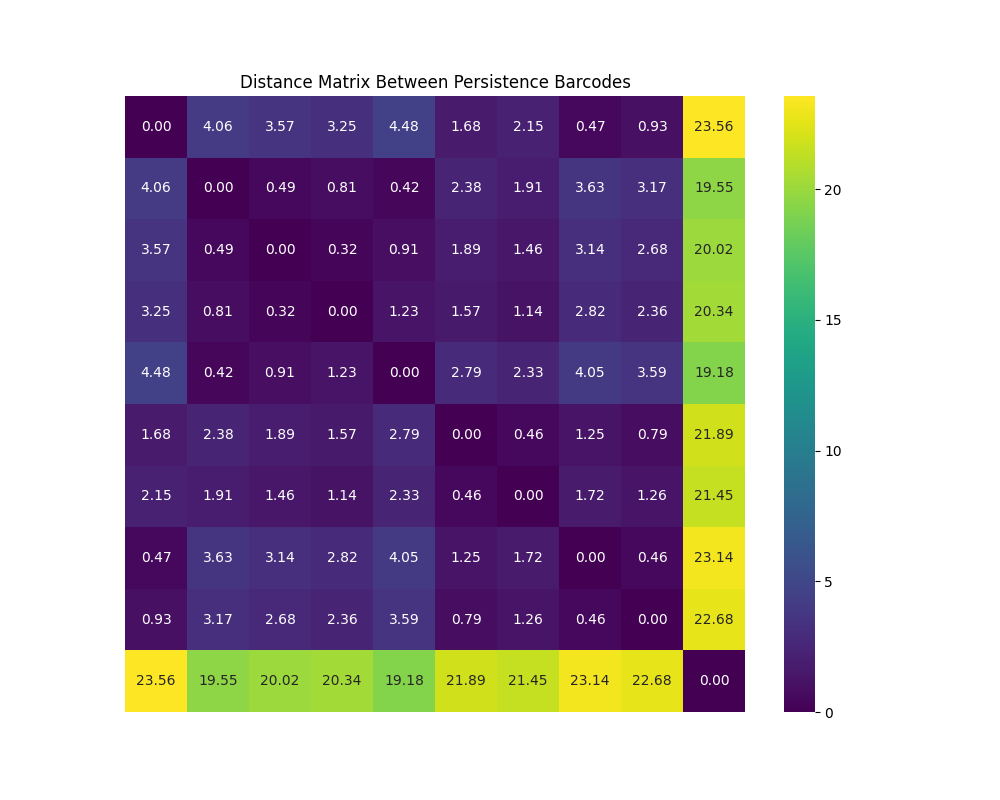 Distance Matrix Between Persistence Barcodes
0.00 4.06 3.57 3.25 4.48 1.68 2.15 0.47 0.93 23.56
4.06 0.00 0.49 0.81 0.42 2.38 1.91 3.63 3.17 19.55
3.57 0.49 0.00 0.32 0.91 1.89 1.46 3.14 2.68 20.02
3.25 0.81 0.32 0.00 1.23 1.57 1.14 2.82 2.36 20.34
4.48 0.42 0.91 1.23 0.00 2.79 2.33 4.05 3.59 19.18
1.68 2.38 1.89 1.57 2.79 0.00 0.46 1.25 0.79 21.89
2.15 1.91 1.46 1.14 2.33 0.46 0.00 1.72 1.26 21.45
0.47 3.63 3.14 2.82 4.05 1.25 1.72 0.00 0.46 23.14
0.93 3.17 2.68 2.36 3.59 0.79 1.26 0.46 0.00 22.68
23.56 19.55 20.02 20.34 19.18 21.89 21.45 23.14 22.68 0.00
20
15
10
5
0